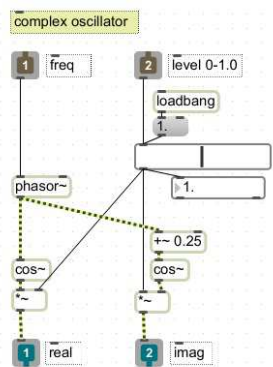 complex oscillator
1 freq
2 level 0-1.0
loadbang
1.
1.
phasor~
+~ 0.25
cos~
cos~
*~
*~
1 real
2 imag